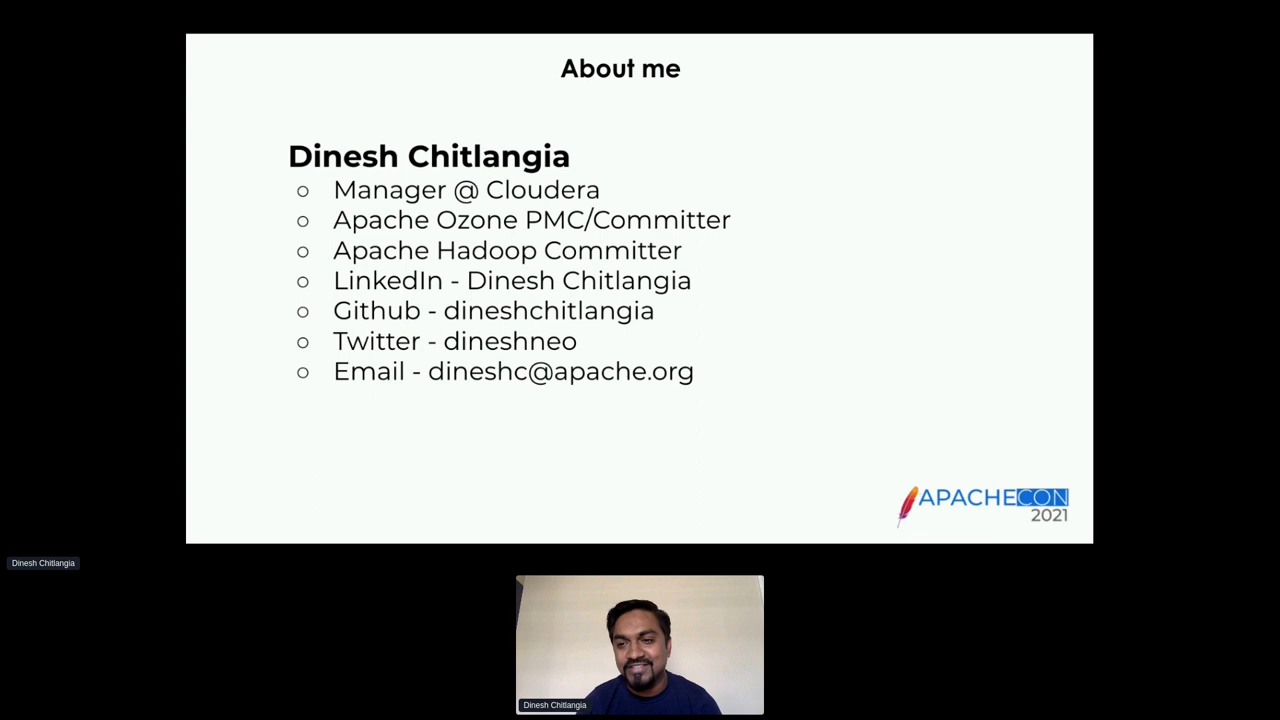 About me
Dinesh Chitlangia
○ Manager @ Cloudera
○ Apache Ozone PMC/Committer
○ Apache Hadoop Committer
○ LinkedIn - Dinesh Chitlangia
○ Github - dineshchitlangia
○ Twitter - dineshneo
○ Email - dineshc@apache.org
APACHECON
2021
Dinesh Chitlangia
Dinesh Chitlangia